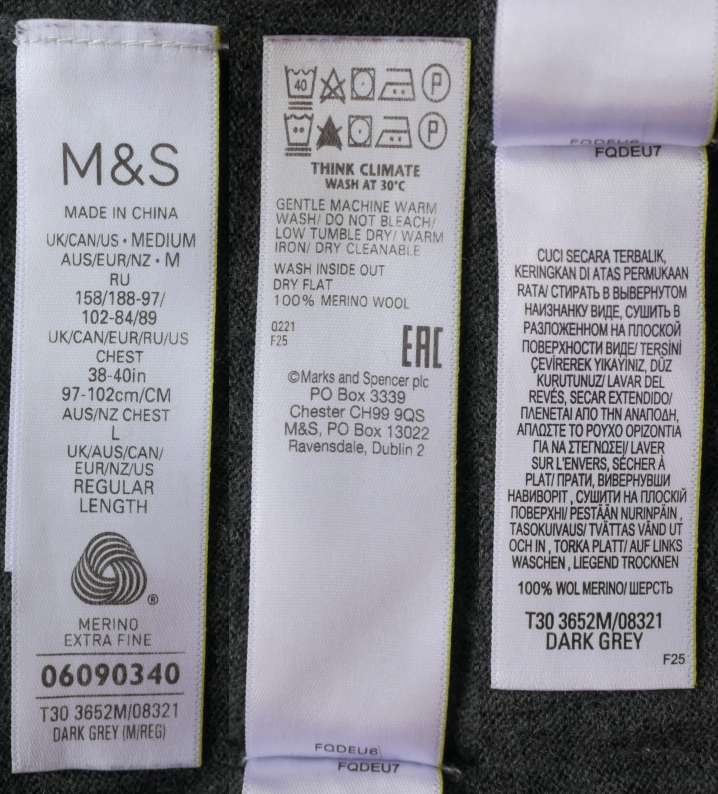 M&S
MADE IN CHINA
UK/CAN/US • MEDIUM
AUS/EUR/NZ • M
RU
158/188-97/
102-84/89
UK/CAN/EUR/RU/US
CHEST
38-40in
97-102cm/CM
AUS/NZ CHEST
L
UK/AUS/CAN/
EUR/NZ/US
REGULAR
LENGTH
®
MERINO
EXTRA FINE
06090340
T30 3652M/08321
DARK GREY (M/REG)
40 P
P
THINK CLIMATE
WASH AT 30°C
GENTLE MACHINE WARM
WASH/ DO NOT BLEACH/
LOW TUMBLE DRY/ WARM
IRON/ DRY CLEANABLE
WASH INSIDE OUT
DRY FLAT
100% MERINO WOOL
0221
F25
EAC
©Marks and Spencer plc
PO Box 3339
Chester CH99 9QS
M&S, PO Box 13022
Ravensdale, Dublin 2
FQDEU6
FQDEU7
FQDEU6
FQDEU7
CUCI SECARA TERBALIK,
KERINGKAN DI ATAS PERMUKAAN
RATA/ СТИРАТЬ В ВЫВЕРНУТОМ
НАИЗНАНКУ ВИДЕ, СУШИТЬ В
РАЗЛОЖЕННОМ НА ПЛОСКОЙ
ПОВЕРХНОСТИ ВИДЕ/ TERSİNİ
ÇEVİREREK YIKAYINIZ, DÜZ
KURUTUNUZ/ LAVAR DEL
REVÉS, SECAR EXTENDIDO/
ΠΛΕΝΕΤΑΙ ΑΠΟ ΤΗΝ ΑΝΑΠΟΔΗ,
ΑΠΛΩΣΤΕ ΤΟ ΡΟΥΧΟ ΟΡΙΖΟΝΤΙΑ
ΓΙΑ ΝΑ ΣΤΕΓΝΩΣΕΙ/ LAVER
SUR L'ENVERS, SÉCHER À
PLAT/ ПРАТИ, ВИВЕРНУВШИ
НАВИВОРІТ , СУШИТИ НА ПЛОСКІЙ
ПОВЕРХНІ/ PESTÄÄN NURINPÄIN ,
TASOKUIVAUS/ TVÄTTAS VÄND UT
OCH IN , TORKA PLATT/ AUF LINKS
WASCHEN , LIEGEND TROCKNEN
100% WOL MERINO/ ШЕРСТЬ
T30 3652M/08321
DARK GREY
F25